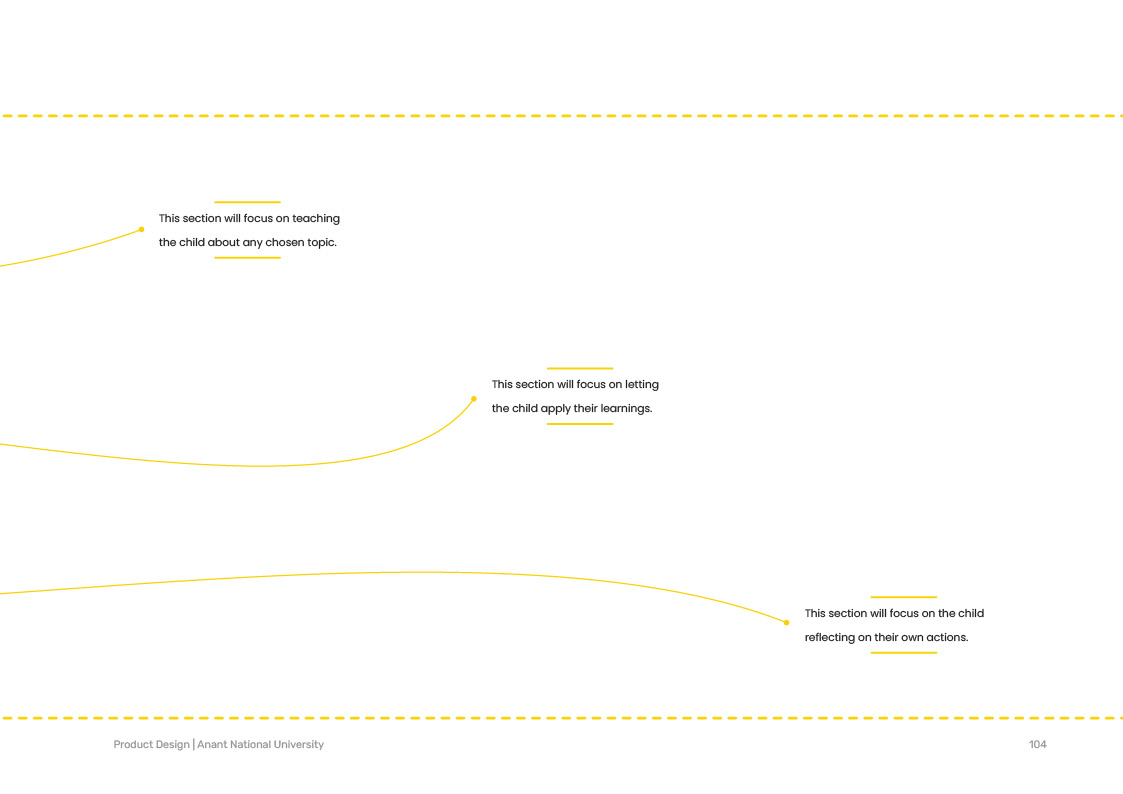 This section will focus on teaching
the child about any chosen topic.
This section will focus on letting
the child apply their learnings.
This section will focus on the child
reflecting on their own actions.
Product Design | Anant National University
104